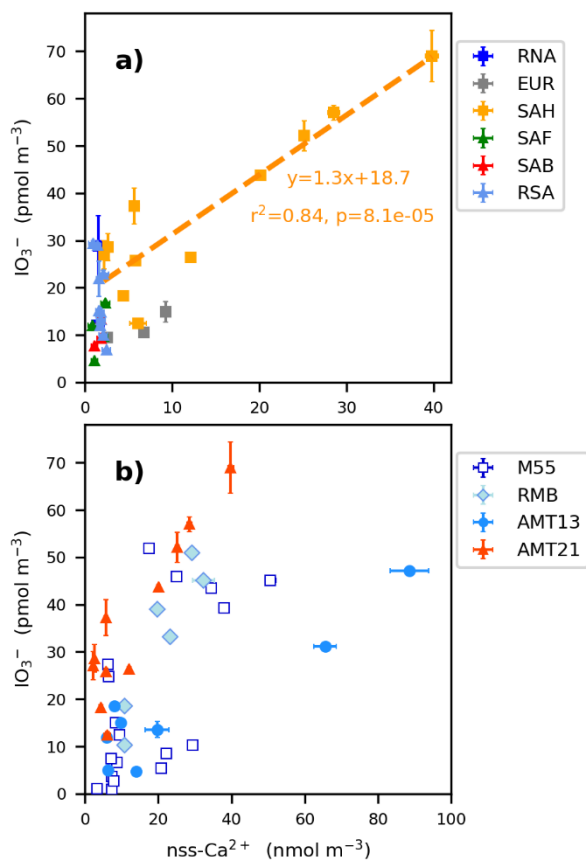 a)
70
60
50
40
30
20
10
0
IO₃⁻ (pmol m⁻³)
y=1.3x+18.7
r²=0.84, p=8.1e-05
0 10 20 30 40
RNA
EUR
SAH
SAF
SAB
RSA
b)
70
60
50
40
30
20
10
0
IO₃⁻ (pmol m⁻³)
0 20 40 60 80 100
nss-Ca²⁺ (nmol m⁻³)
M55
RMB
AMT13
AMT21